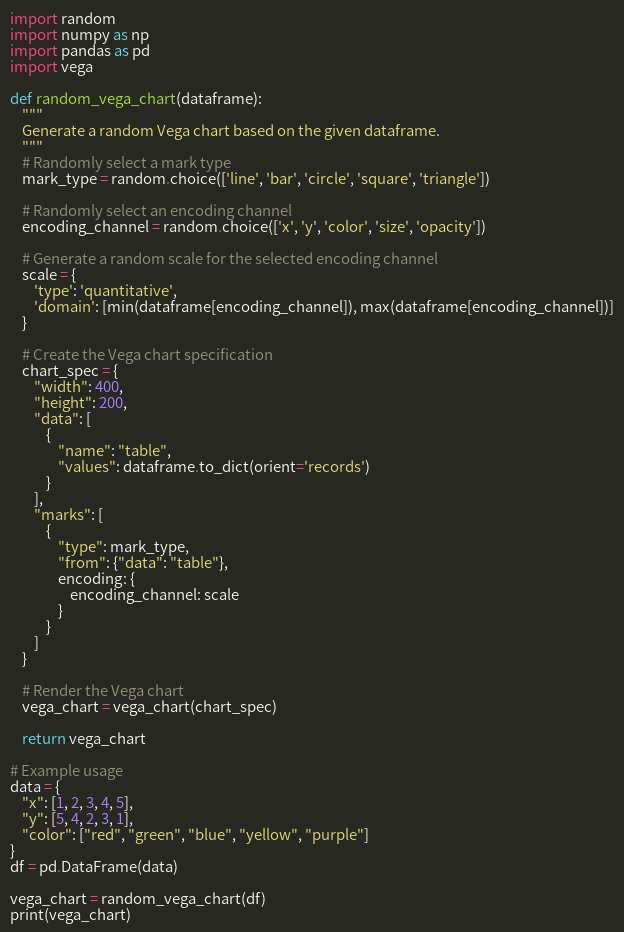 import random
import numpy as np
import pandas as pd
import vega

def random_vega_chart(dataframe):
    """
    Generate a random Vega chart based on the given dataframe.
    """
    # Randomly select a mark type
    mark_type = random.choice(['line', 'bar', 'circle', 'square', 'triangle'])

    # Randomly select an encoding channel
    encoding_channel = random.choice(['x', 'y', 'color', 'size', 'opacity'])

    # Generate a random scale for the selected encoding channel
    scale = {
        'type': 'quantitative',
        'domain': [min(dataframe[encoding_channel]), max(dataframe[encoding_channel])]
    }

    # Create the Vega chart specification
    chart_spec = {
        "width": 400,
        "height": 200,
        "data": [
            {
                "name": "table",
                "values": dataframe.to_dict(orient='records')
            }
        ],
        "marks": [
            {
                "type": mark_type,
                "from": {"data": "table"},
                encoding: {
                    encoding_channel: scale
                }
            }
        ]
    }

    # Render the Vega chart
    vega_chart = vega_chart(chart_spec)

    return vega_chart

# Example usage
data = {
    "x": [1, 2, 3, 4, 5],
    "y": [5, 4, 2, 3, 1],
    "color": ["red", "green", "blue", "yellow", "purple"]
}
df = pd.DataFrame(data)

vega_chart = random_vega_chart(df)
print(vega_chart)